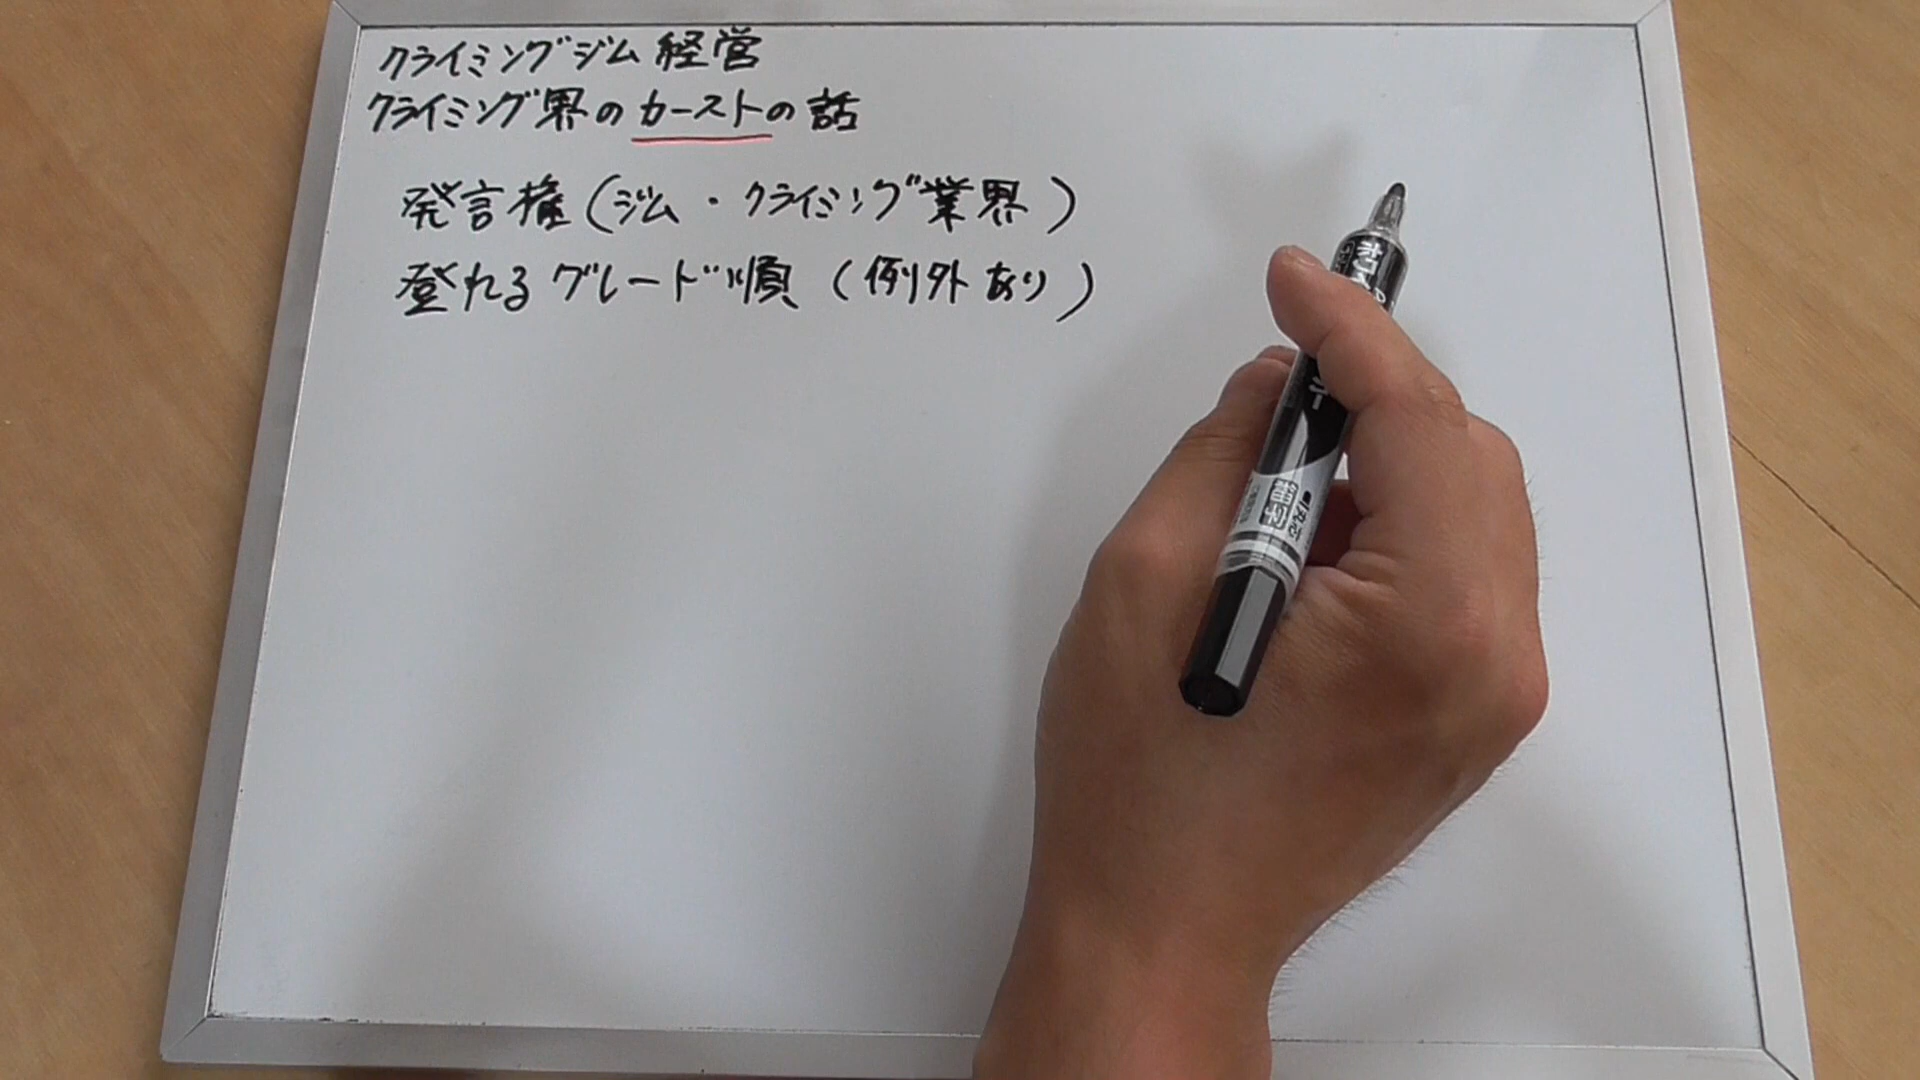 クライミングジム経営
クライミング界のカーストの話
発言権(ジム・クライミング業界)
登れるグレード順(例外あり)